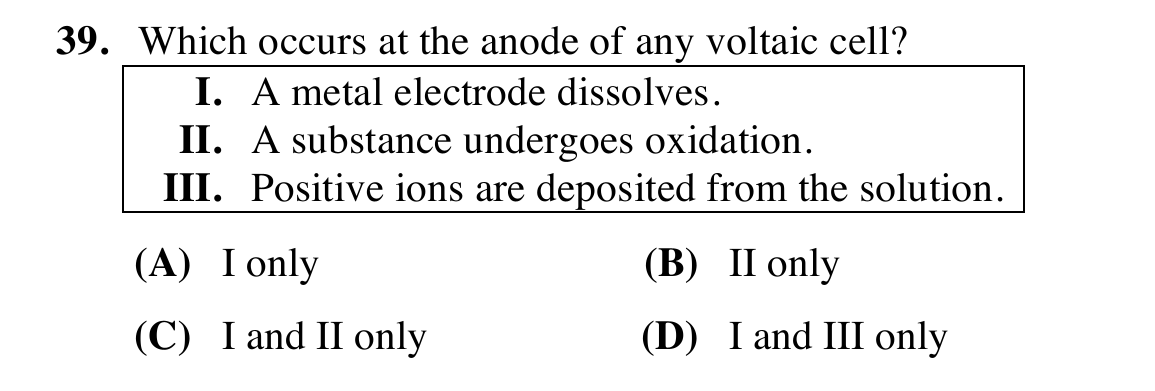 39. Which occurs at the anode of any voltaic cell?
I. A metal electrode dissolves.
II. A substance undergoes oxidation.
III. Positive ions are deposited from the solution.
(A) I only (B) II only
(C) I and II only (D) I and III only